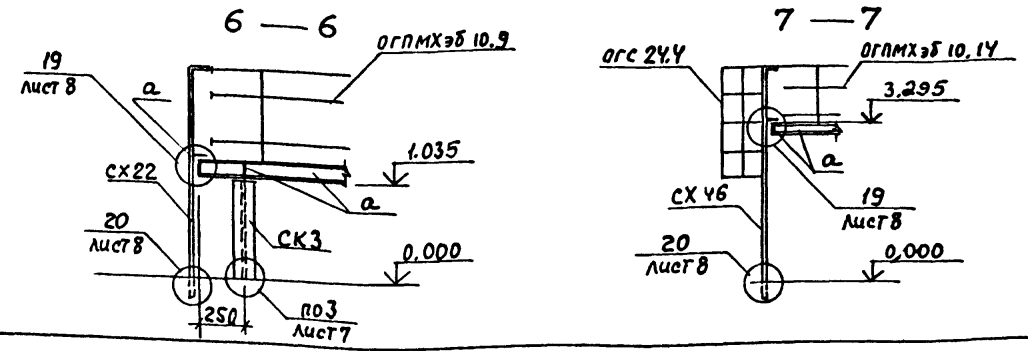 6 — 6
огпмхэб 10.9
19
лист 8
а
1.035
сх22
а
20
лист 8
ск3
0,000
250
по3
лист 7
7 — 7
огс 24.4
огпмхэб 10.14
3.295
а
сх 46
19
лист 8
20
лист 8
0,000